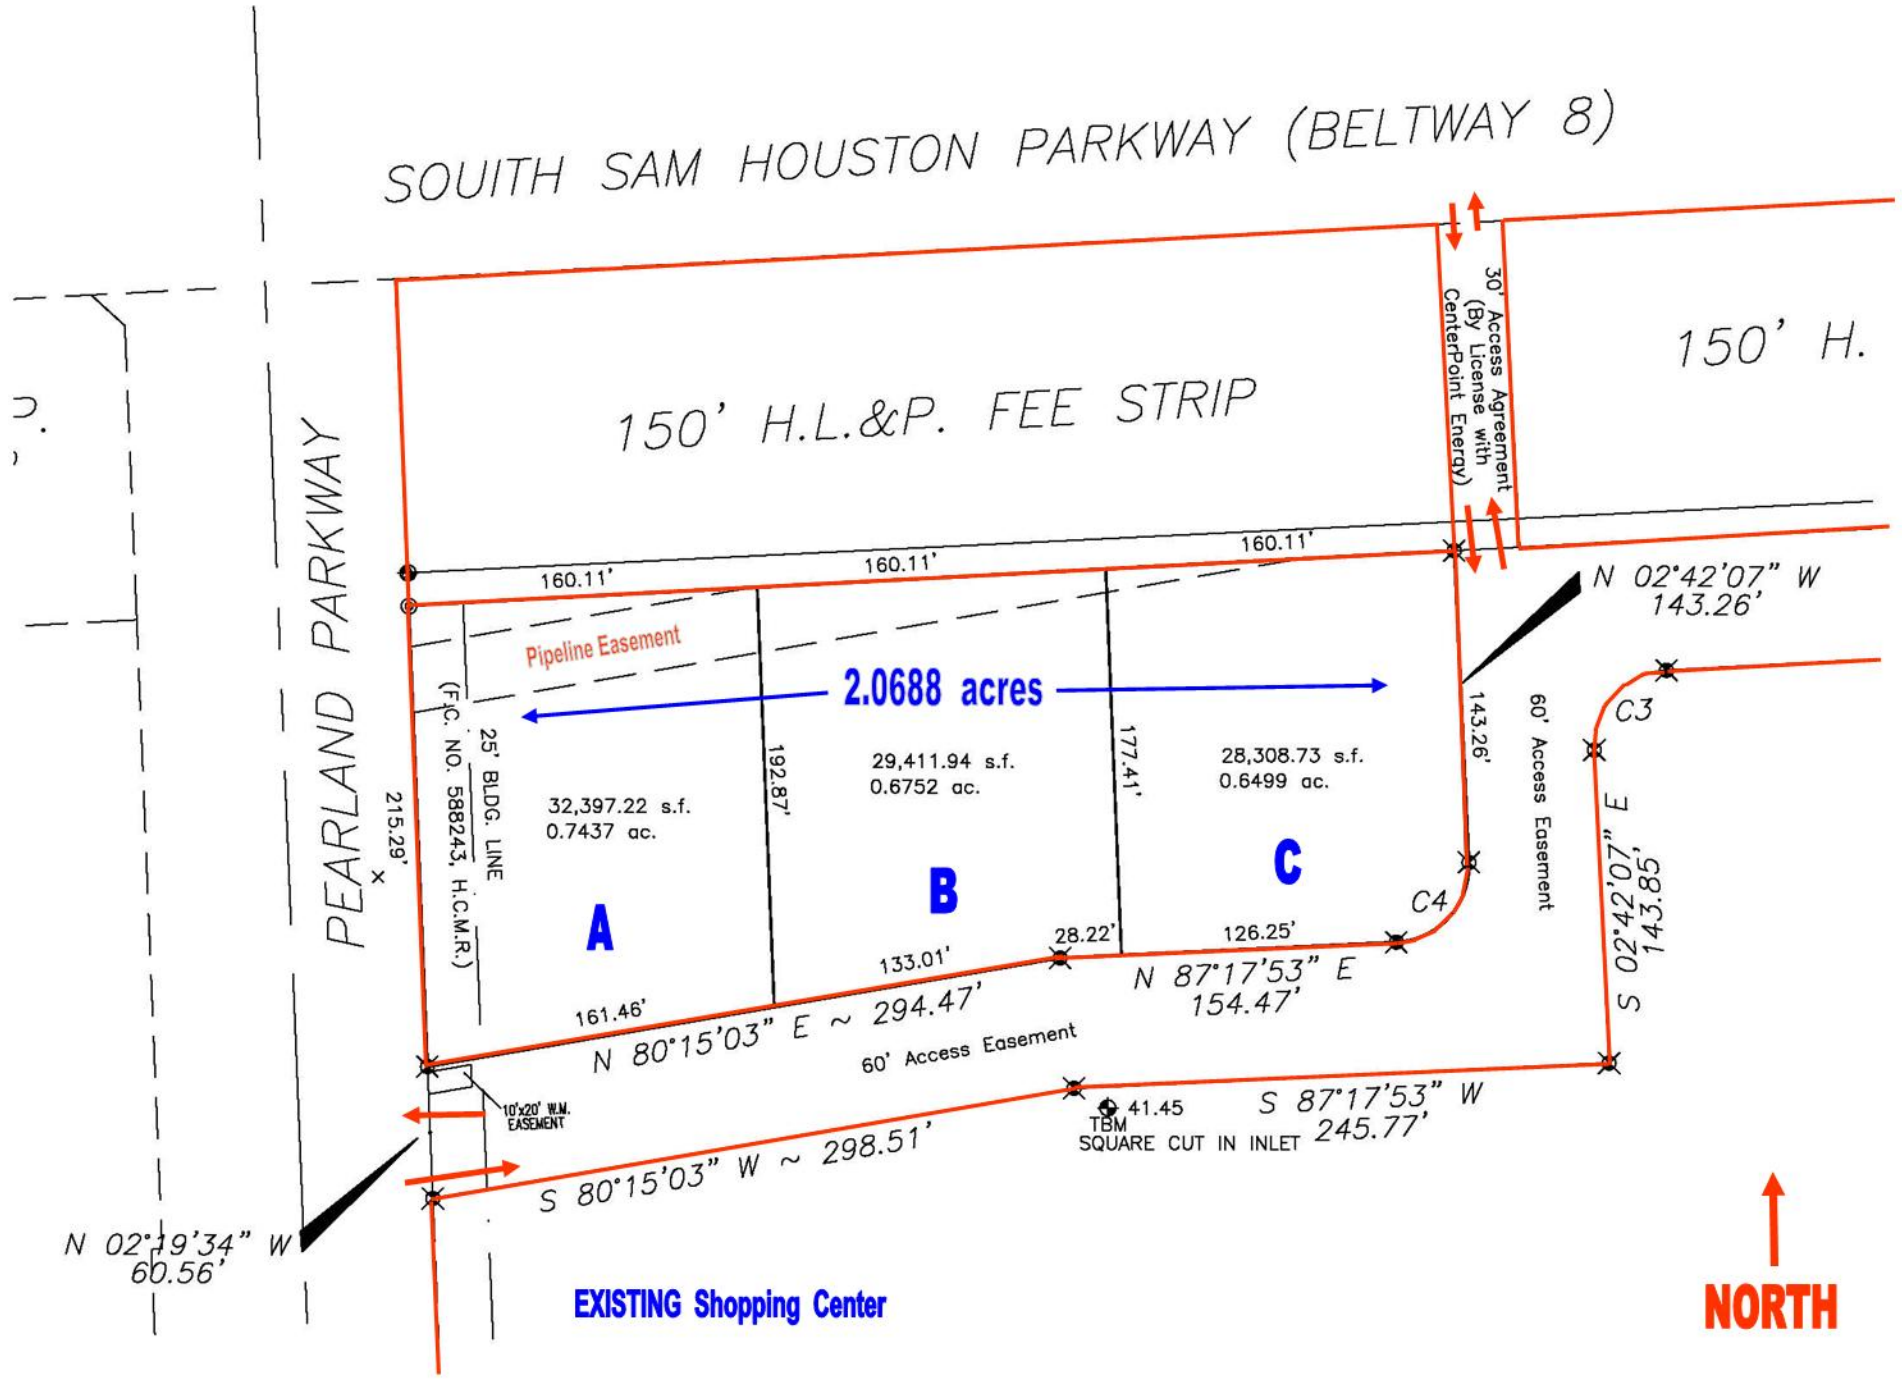 SOUITH SAM HOUSTON PARKWAY (BELTWAY 8)
150' H.L.&P. FEE STRIP
30' Access Agreement
(By License with
CenterPoint Energy)
150' H.
P.
PEARLAND PARKWAY
160.11'
160.11'
160.11'
N 02°42'07" W
143.26'
Pipeline Easement
2.0688 acres
215.29'
25' BLDG. LINE
(F.C. NO. 588243, H.C.M.R.)
32,397.22 s.f.
0.7437 ac.
A
192.87'
29,411.94 s.f.
0.6752 ac.
B
177.41'
28,308.73 s.f.
0.6499 ac.
C
143.26'
60' Access Easement
C3
C4
S 02°42'07" E
143.85'
161.46'
133.01'
28.22'
126.25'
N 80°15'03" E ~ 294.47'
N 87°17'53" E
154.47'
60' Access Easement
10'x20' W.M.
EASEMENT
41.45
TBM
SQUARE CUT IN INLET
S 87°17'53" W
245.77'
S 80°15'03" W ~ 298.51'
N 02°19'34" W
60.56'
EXISTING Shopping Center
NORTH